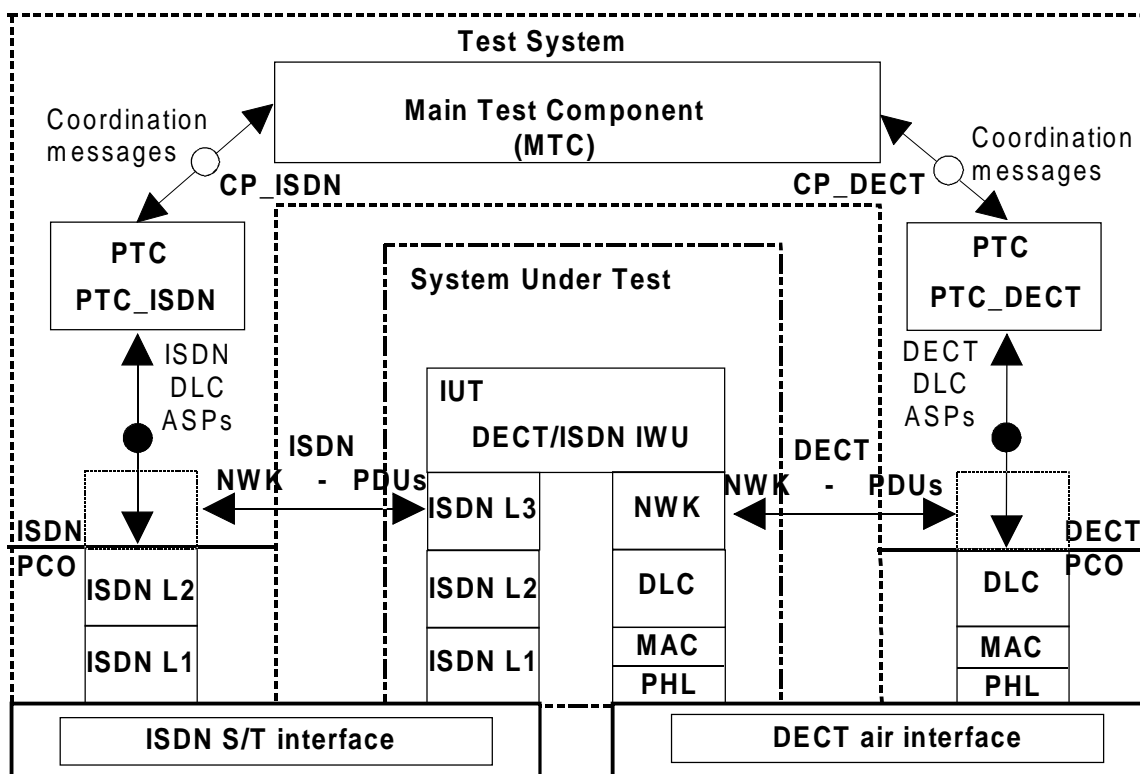 Test System
Main Test Component
(MTC)
Coordination
messages
CP_ISDN
Coordination
messages
CP_DECT
PTC
PTC_ISDN
PTC
PTC_DECT
System Under Test
ISDN
DLC
ASPs
DECT
DLC
ASPs
IUT
DECT/ISDN IWU
ISDN
NWK - PDUs
DECT
NWK - PDUs
ISDN
PCO
DECT
PCO
ISDN L2
ISDN L1
ISDN L3
ISDN L2
ISDN L1
NWK
DLC
MAC
PHL
DLC
MAC
PHL
ISDN S/T interface
DECT air interface